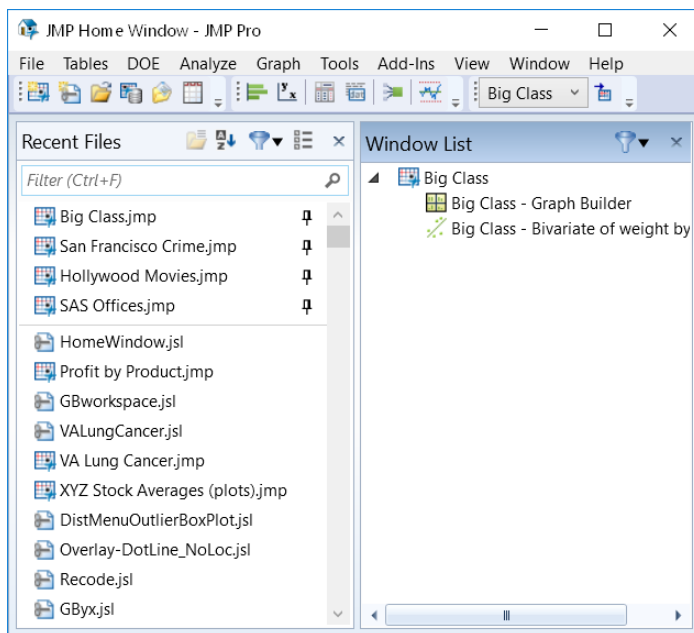 JMP Home Window - JMP Pro
File Tables DOE Analyze Graph Tools Add-Ins View Window Help
Big Class
Recent Files
Filter (Ctrl+F)
Big Class.jmp
San Francisco Crime.jmp
Hollywood Movies.jmp
SAS Offices.jmp
HomeWindow.jsl
Profit by Product.jmp
GBworkspace.jsl
VALungCancer.jsl
VA Lung Cancer.jmp
XYZ Stock Averages (plots).jmp
DistMenuOutlierBoxPlot.jsl
Overlay-DotLine_NoLoc.jsl
Recode.jsl
GByx.jsl
Window List
Big Class
Big Class - Graph Builder
Big Class - Bivariate of weight by